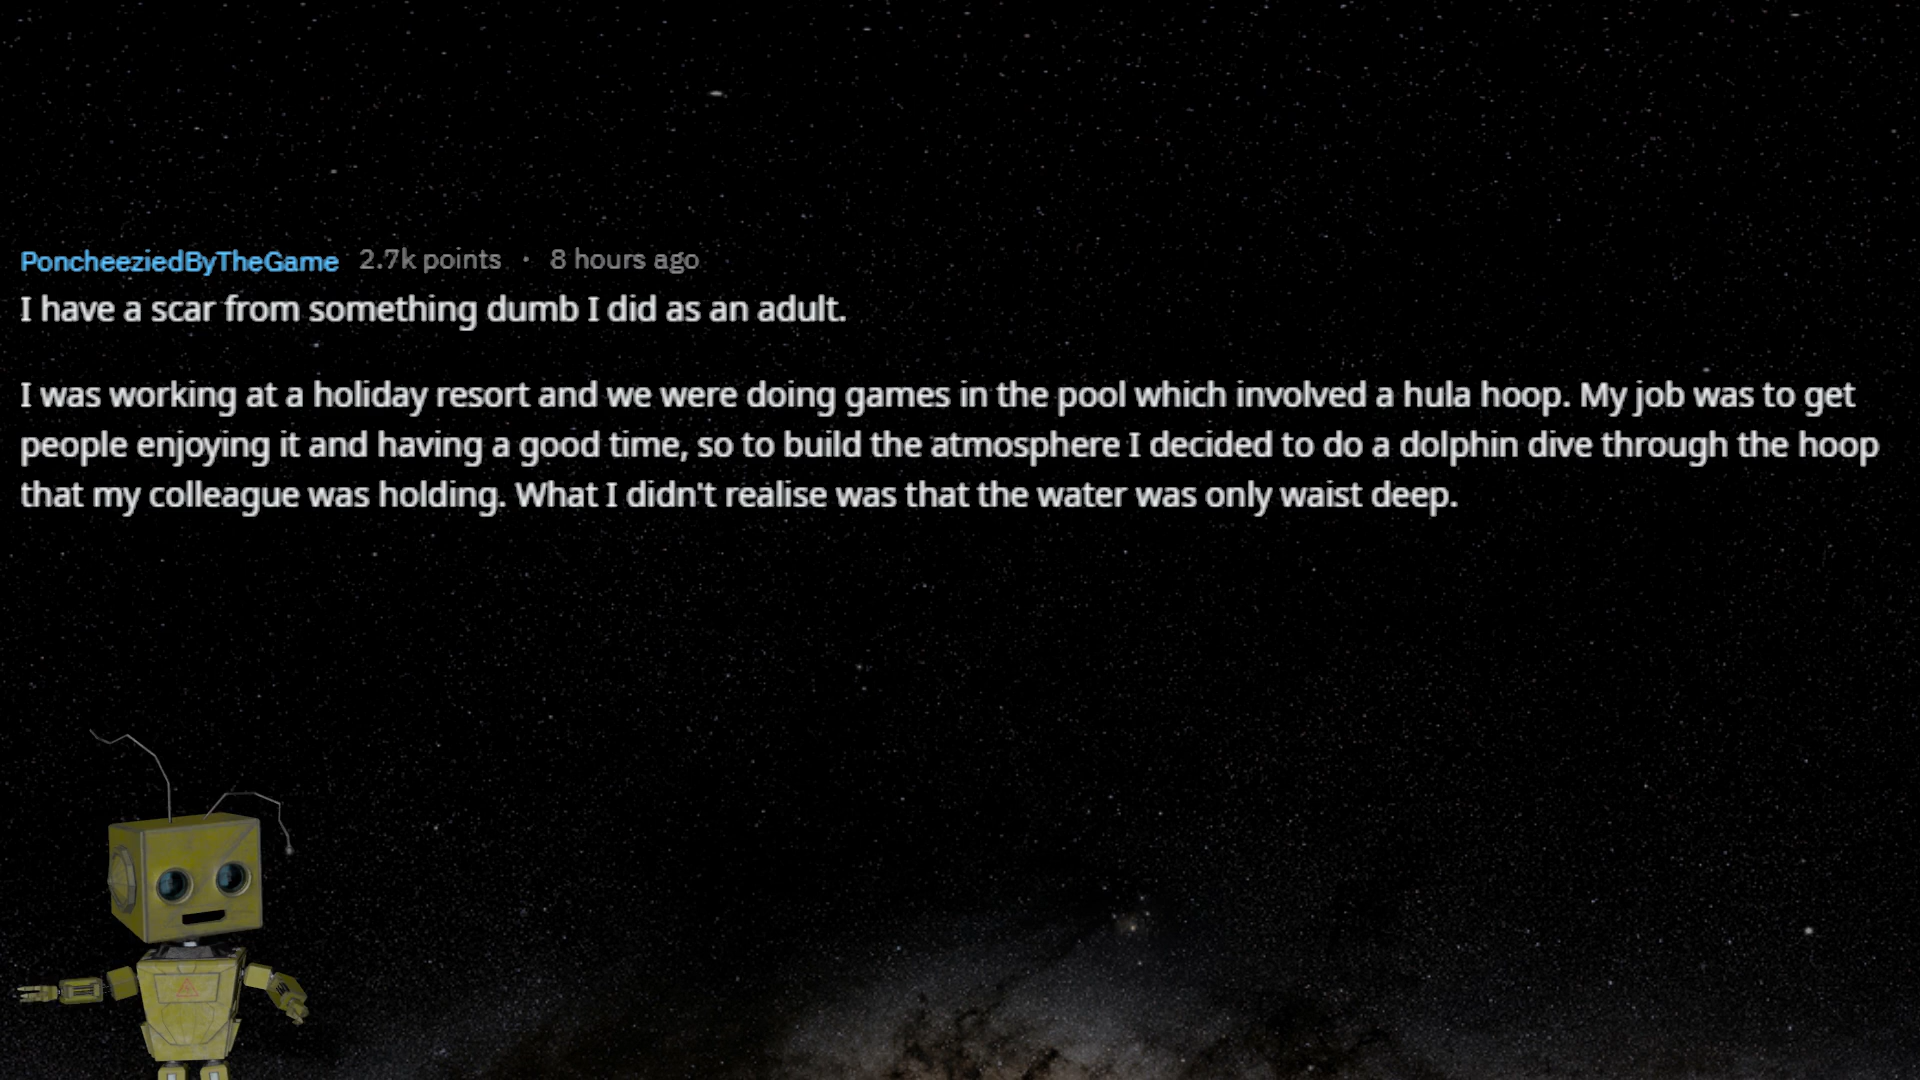 PoncheeziedByTheGame 2.7k points · 8 hours ago
I have a scar from something dumb I did as an adult.
I was working at a holiday resort and we were doing games in the pool which involved a hula hoop. My job was to get
people enjoying it and having a good time, so to build the atmosphere I decided to do a dolphin dive through the hoop
that my colleague was holding. What I didn't realise was that the water was only waist deep.